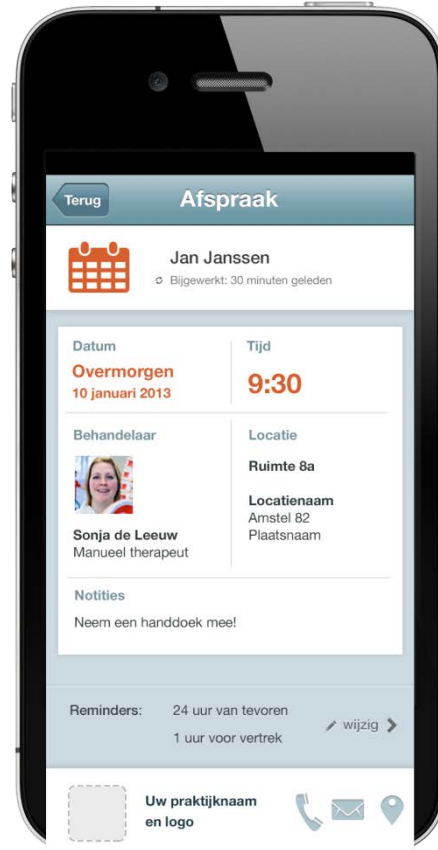 Terug
Afspraak
Jan Janssen
Bijgewerkt: 30 minuten geleden
Datum
Overmorgen
10 januari 2013
Tijd
9:30
Behandelaar
Sonja de Leeuw
Manueel therapeut
Locatie
Ruimte 8a
Locatienaam
Amstel 82
Plaatsnaam
Notities
Neem een handdoek mee!
Reminders:
24 uur van tevoren
1 uur voor vertrek
wijzig
Uw praktijknaam
en logo